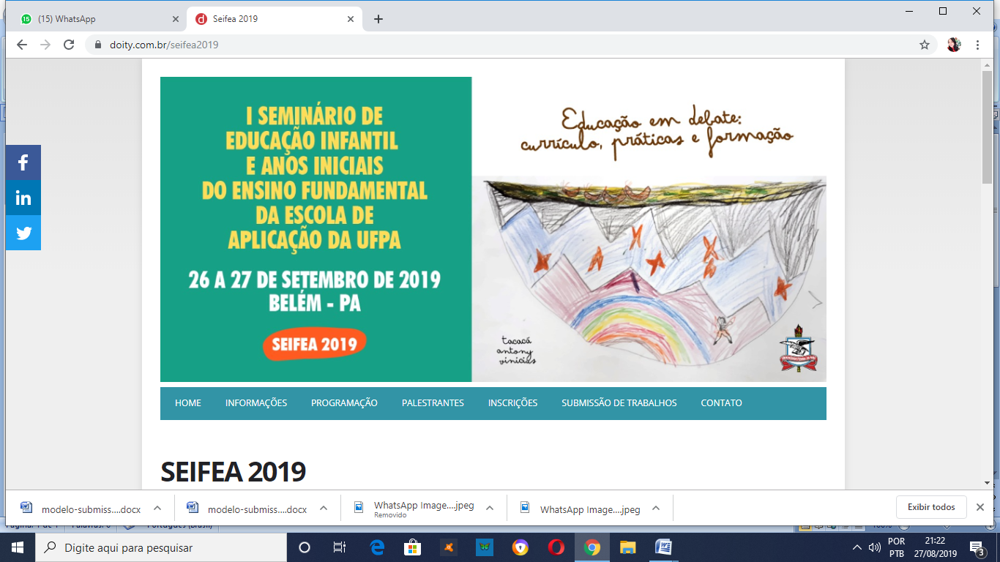 (15) WhatsApp
Seifea 2019
doity.com.br/seifea2019
I SEMINÁRIO DE
EDUCAÇÃO INFANTIL
E ANOS INICIAIS
DO ENSINO FUNDAMENTAL
DA ESCOLA DE
APLICAÇÃO DA UFPA
26 A 27 DE SETEMBRO DE 2019
BELÉM - PA
SEIFEA 2019
Educação em debate:
currículo, práticas e formação
tacacá
antony
vinicias
HOME INFORMAÇÕES PROGRAMAÇÃO PALESTRANTES INSCRIÇÕES SUBMISSÃO DE TRABALHOS CONTATO
SEIFEA 2019
modelo-submiss....docx
modelo-submiss....docx
WhatsApp Image....jpeg
Removido
WhatsApp Image....jpeg
Exibir todos
Digite aqui para pesquisar
POR
PTB
21:22
27/08/2019
3